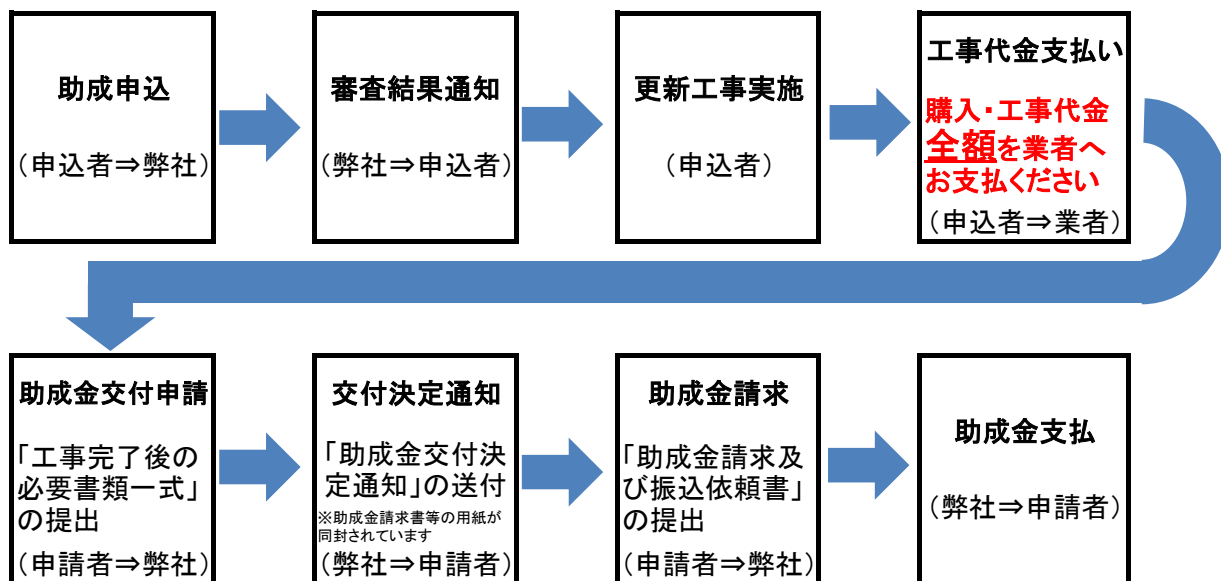 助成申込
(申込者⇒弊社)
審査結果通知
(弊社⇒申込者)
更新工事実施
(申込者)
工事代金支払い
購入・工事代金
全額を業者へ
お支払ください
(申込者⇒業者)
助成金交付申請
「工事完了後の
必要書類一式」
の提出
(申請者⇒弊社)
交付決定通知
「助成金交付決
定通知」の送付
※助成金請求書等の用紙が
同封されています
(弊社⇒申請者)
助成金請求
「助成金請求及
び振込依頼書」
の提出
(申請者⇒弊社)
助成金支払
(弊社⇒申請者)